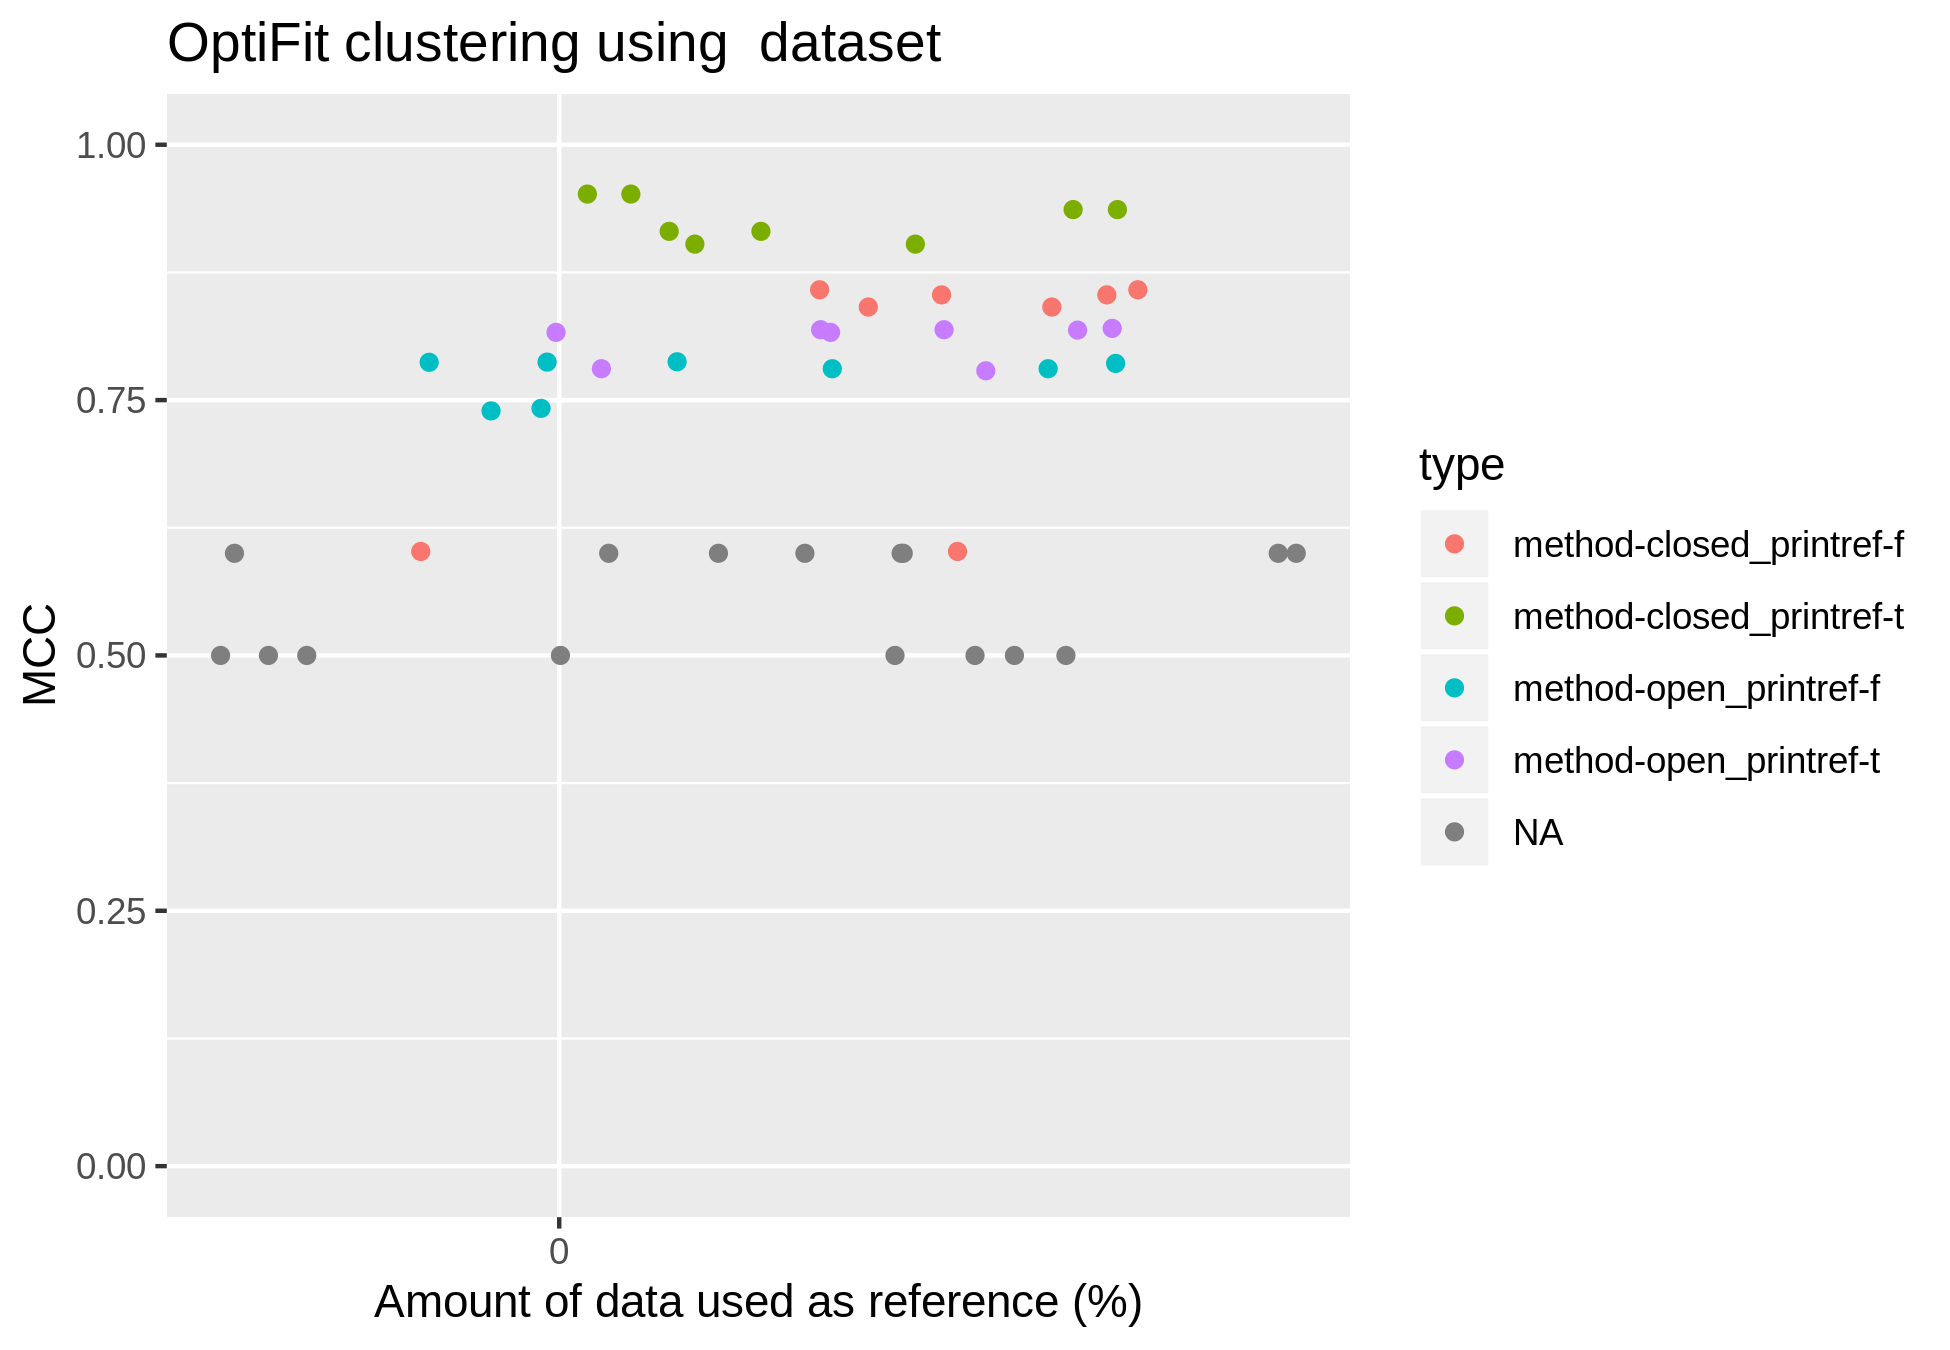 OptiFit clustering using  dataset
1.00
0.75
0.50
0.25
0.00
MCC
0
Amount of data used as reference (%)
type
method-closed_printref-f
method-closed_printref-t
method-open_printref-f
method-open_printref-t
NA